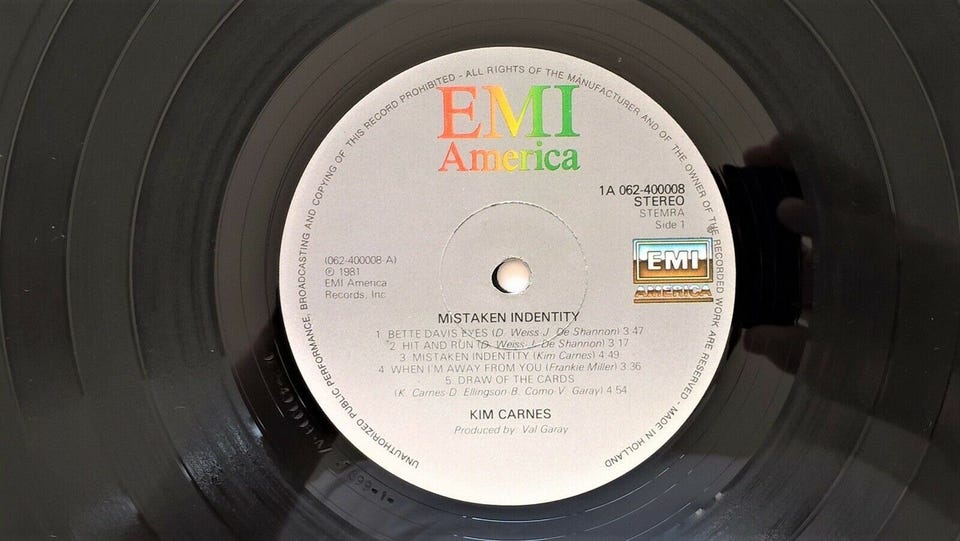 UNAUTHORIZED PUBLIC PERFORMANCE, BROADCASTING AND COPYING OF THIS RECORD PROHIBITED - ALL RIGHTS OF THE MANUFACTURER AND OF THE OWNER OF THE RECORDED WORK ARE RESERVED - MADE IN HOLLAND
EMI
America
1A 062-400008
STEREO
STEMRA
Side 1
EMI
AMERICA
(062-400008-A)
℗ 1981
EMI America
Records, Inc
MISTAKEN INDENTITY
1 BETTE DAVIS EYES (D. Weiss-J. De Shannon) 3.47
2. HIT AND RUN (D. Weiss-J. De Shannon) 3.17
3. MISTAKEN INDENTITY (Kim Carnes) 4.49
4 WHEN I'M AWAY FROM YOU (Frankie Miller) 3.36
5. DRAW OF THE CARDS
(K. Carnes-D. Ellingson-B. Como-V. Garay) 4.54
KIM CARNES
Produced by: Val Garay